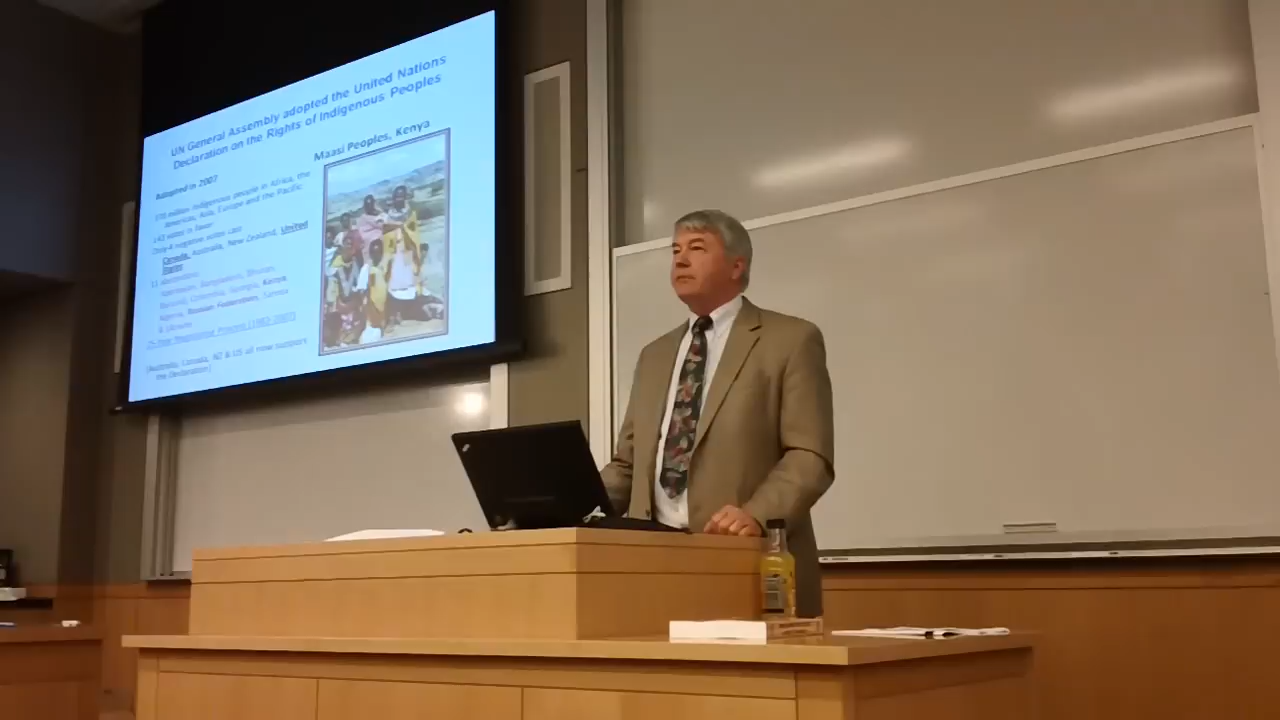 UN General Assembly adopted the United Nations
Declaration on the Rights of Indigenous Peoples
Maasi Peoples, Kenya
Adopted in 2007
370 million indigenous people in Africa, the
Americas, Asia, Europe and the Pacific
143 votes in favor
Only 4 negative votes cast
Canada, Australia, New Zealand, United
States
11 Abstentions:
Azerbaijan, Bangladesh, Bhutan,
Burundi, Colombia, Georgia, Kenya,
Nigeria, Russian Federation, Samoa
& Ukraine
25-Year Negotiating Process (1982-2007)
[Australia, Canada, NZ & US all now support
the Declaration]